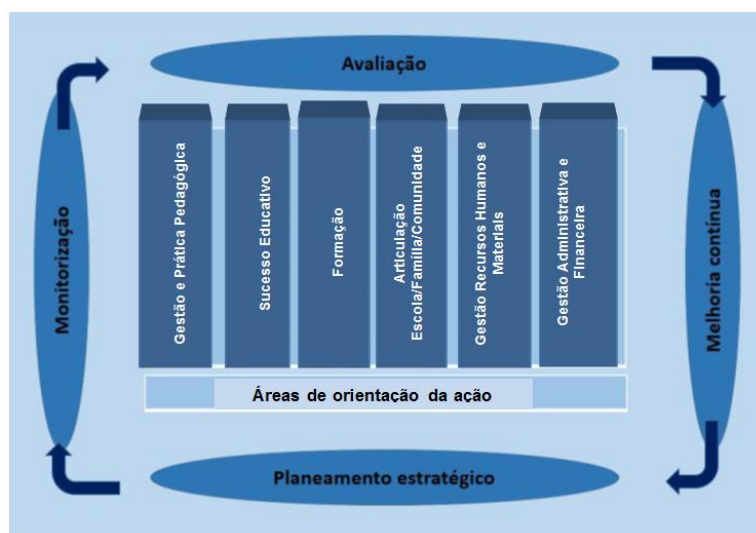 Avaliação
Monitorização
Gestão e Prática Pedagógica
Sucesso Educativo
Formação
Articulação
Escola/Família/Comunidade
Gestão Recursos Humanos e
Materiais
Gestão Administrativa e
Financeira
Melhoria contínua
Áreas de orientação da ação
Planeamento estratégico